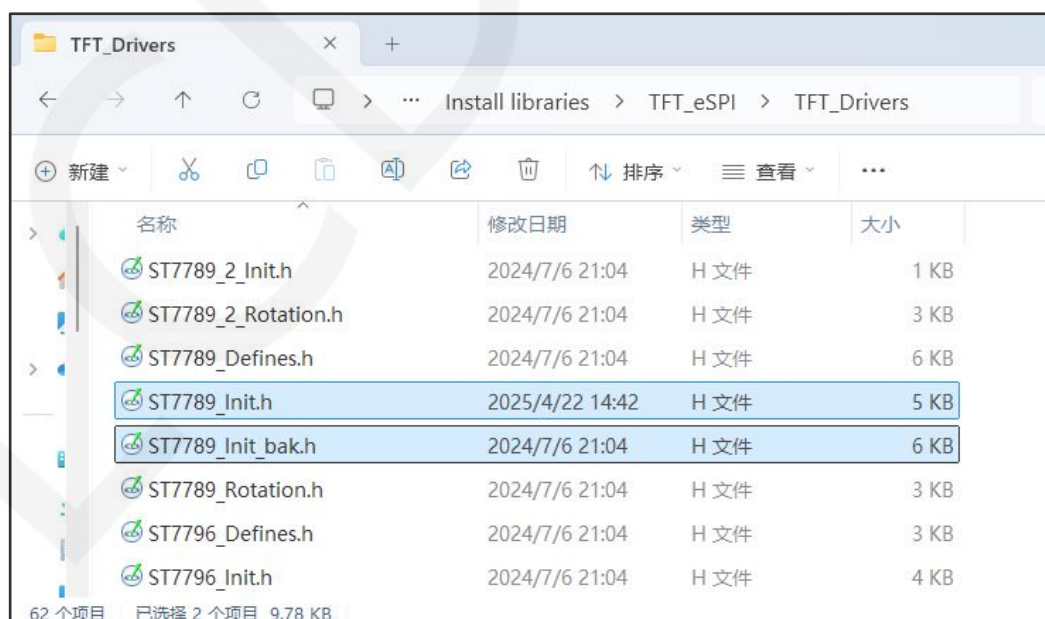 TFT_Drivers
Install libraries > TFT_eSPI > TFT_Drivers
新建 排序 查看
名称 修改日期 类型 大小
ST7789_2_Init.h 2024/7/6 21:04 H 文件 1 KB
ST7789_2_Rotation.h 2024/7/6 21:04 H 文件 3 KB
ST7789_Defines.h 2024/7/6 21:04 H 文件 6 KB
ST7789_Init.h 2025/4/22 14:42 H 文件 5 KB
ST7789_Init_bak.h 2024/7/6 21:04 H 文件 6 KB
ST7789_Rotation.h 2024/7/6 21:04 H 文件 3 KB
ST7796_Defines.h 2024/7/6 21:04 H 文件 3 KB
ST7796_Init.h 2024/7/6 21:04 H 文件 4 KB
62 个项目 已选择 2 个项目 9.78 KB